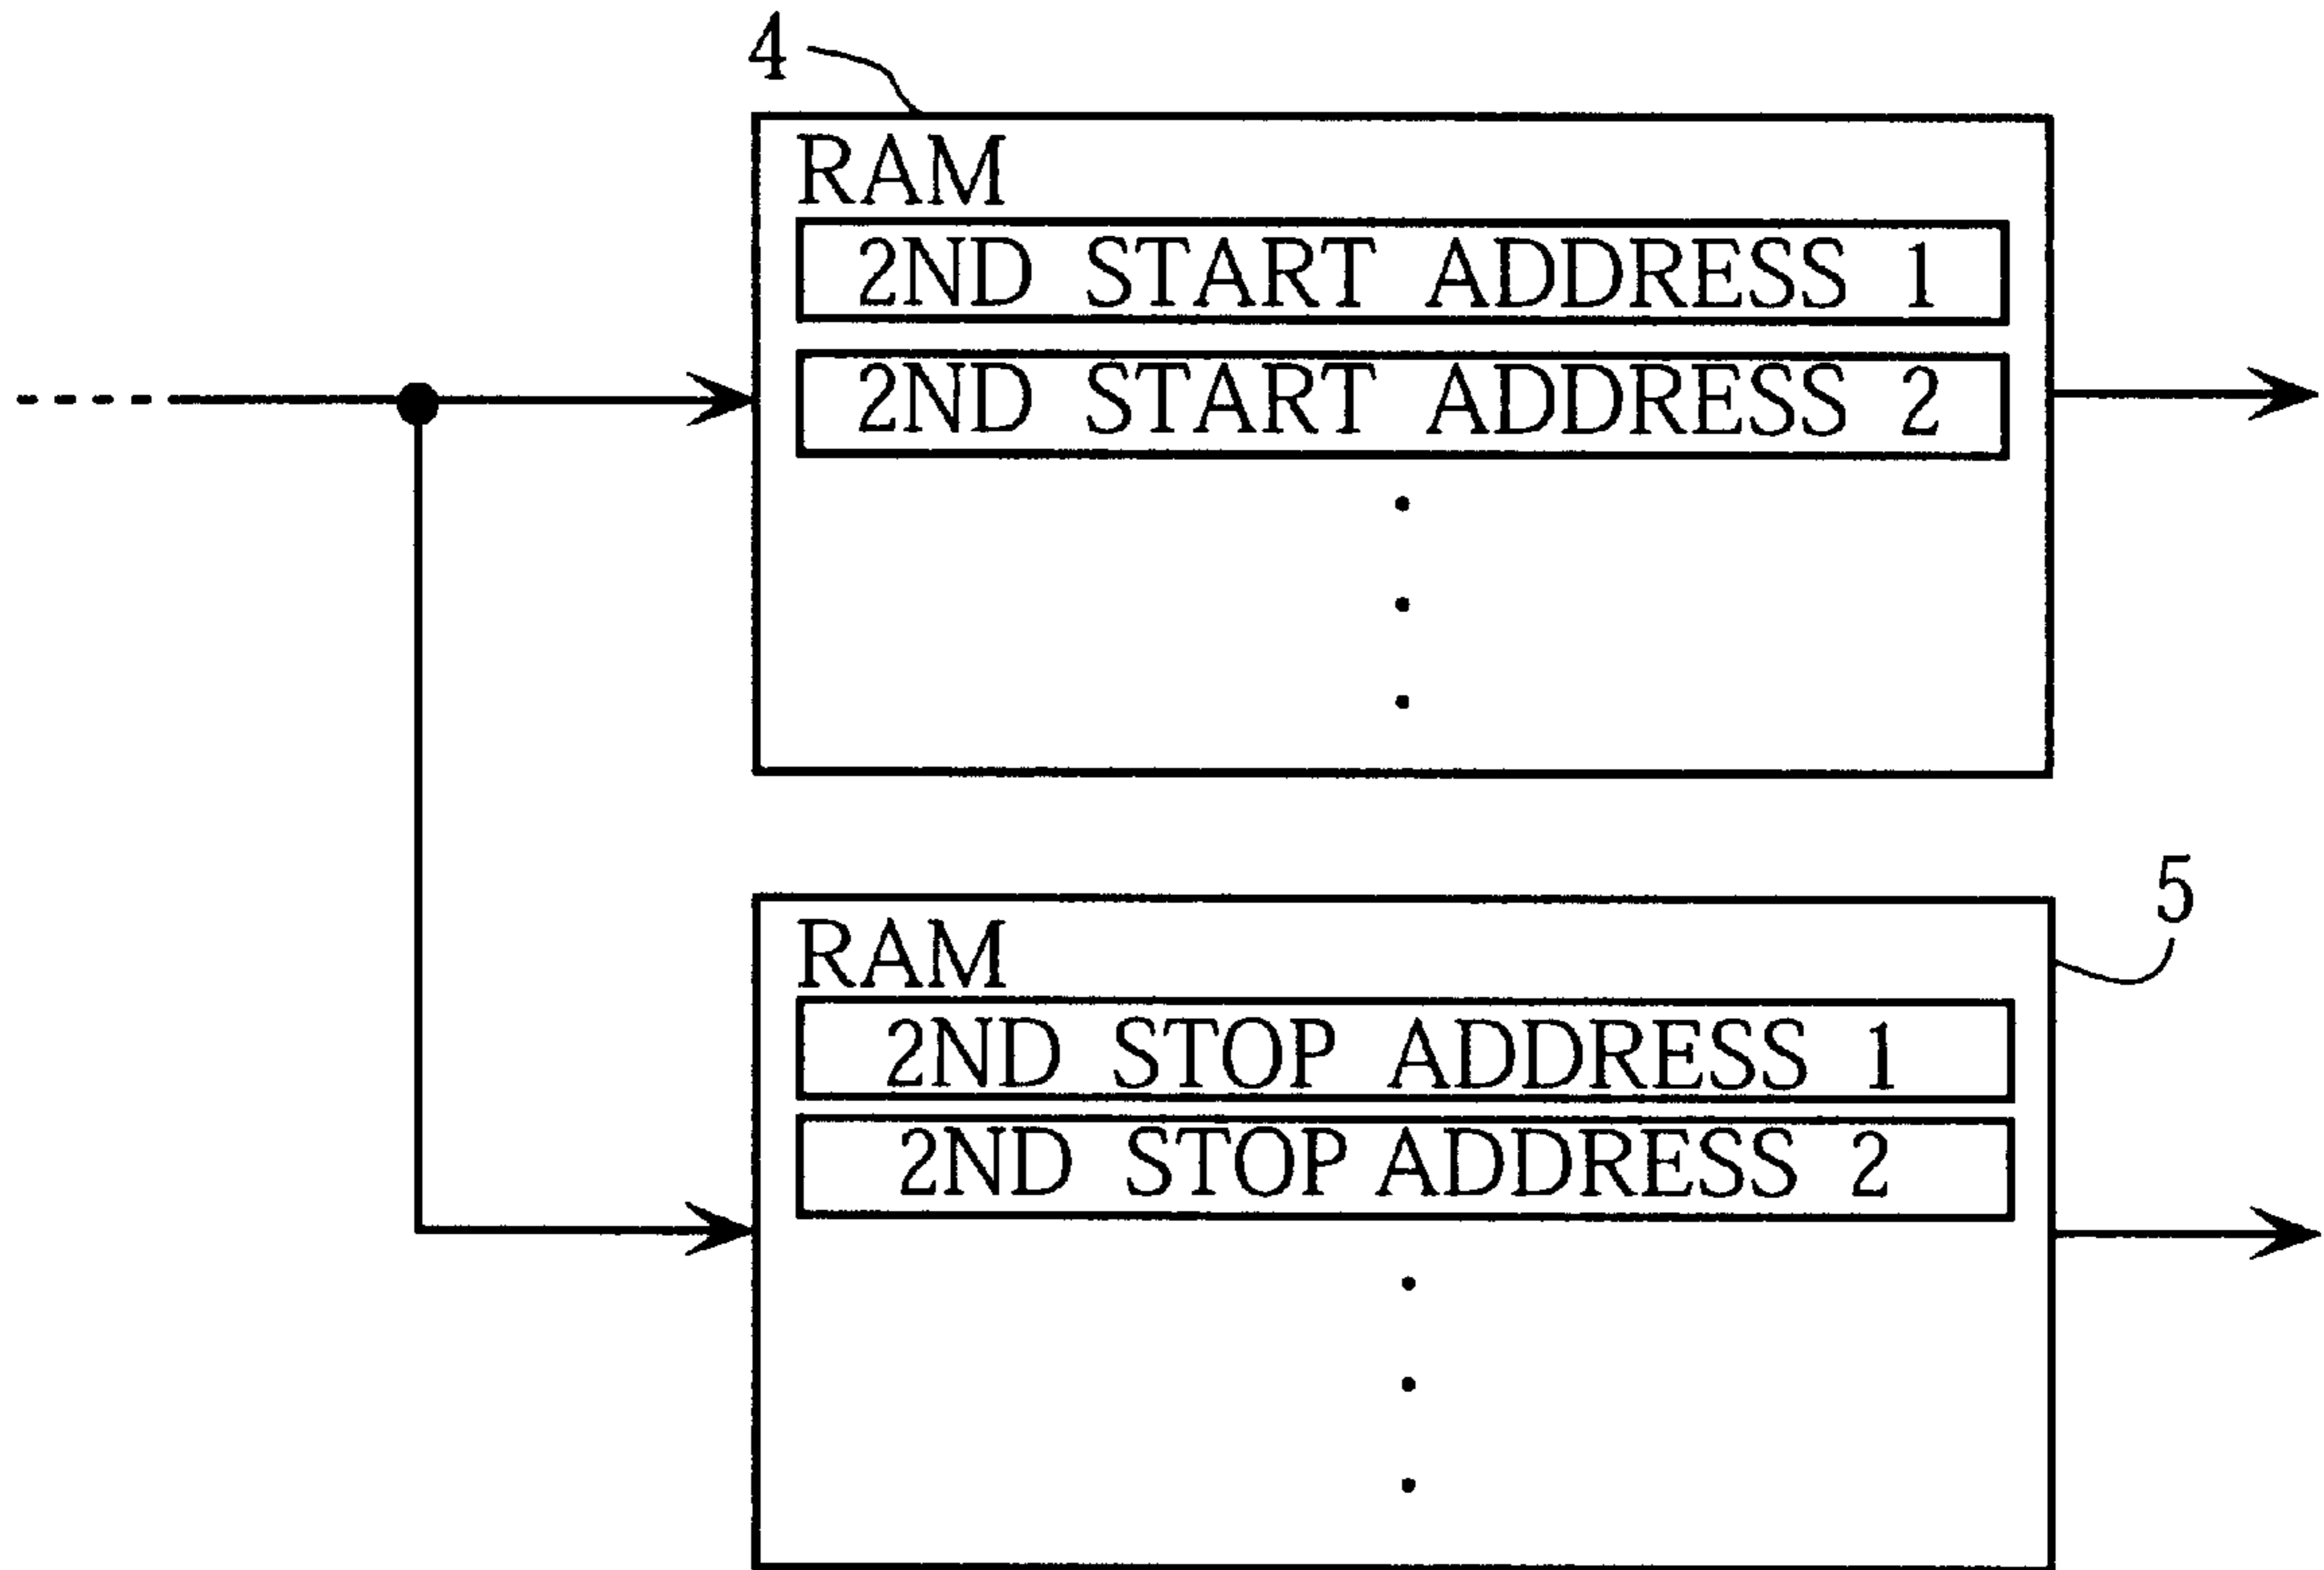 4
RAM
2ND START ADDRESS 1
2ND START ADDRESS 2
5
RAM
2ND STOP ADDRESS 1
2ND STOP ADDRESS 2